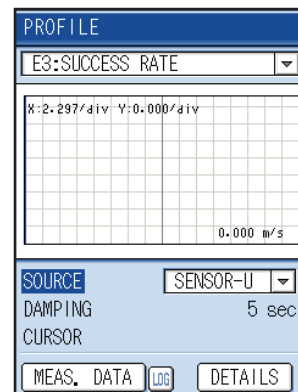 PROFILE
E3:SUCCESS RATE
X:2.297/div Y:0.000/div
0.000 m/s
SOURCE SENSOR-U
DAMPING 5 sec
CURSOR
MEAS. DATA LOG DETAILS